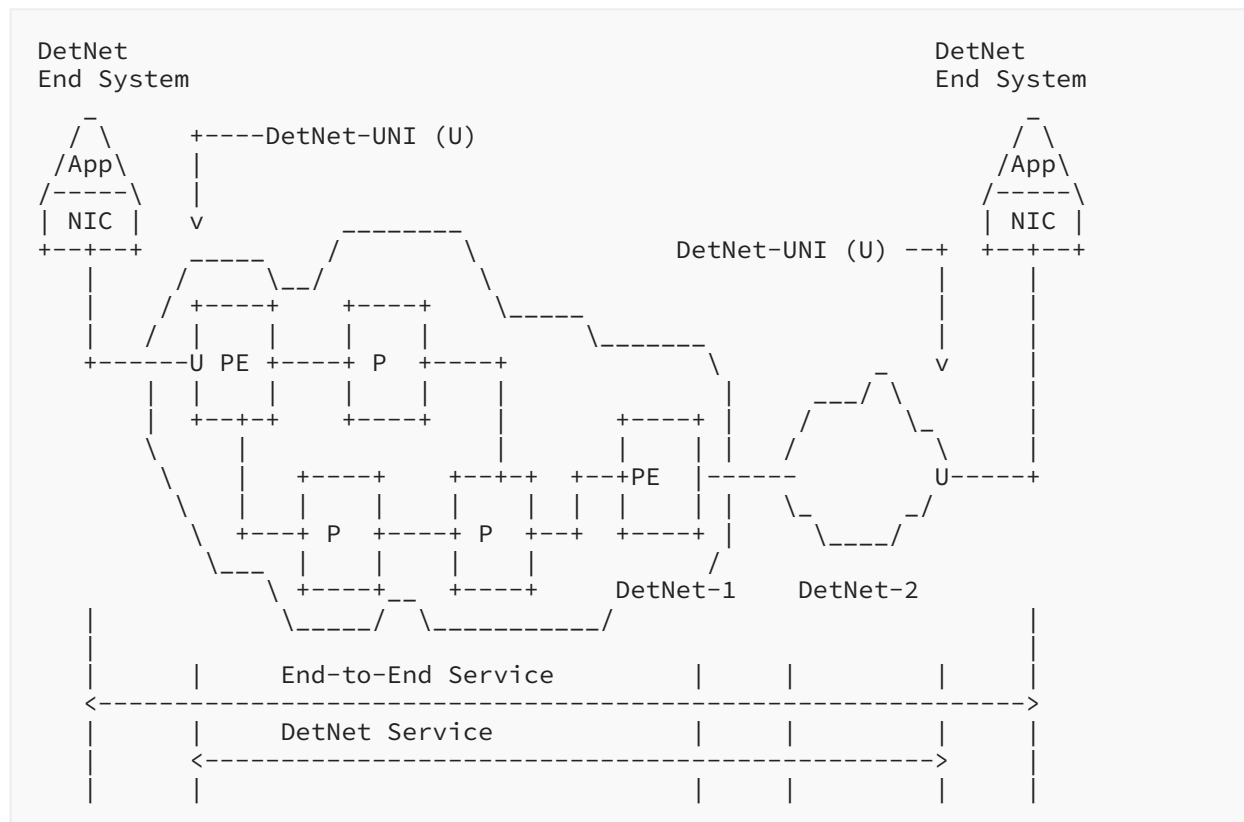 DetNet DetNet
End System End System
+----DetNet-UNI (U)
App App
NIC NIC
DetNet-UNI (U) --+
U PE P
PE U
P P
DetNet-1 DetNet-2
End-to-End Service
DetNet Service